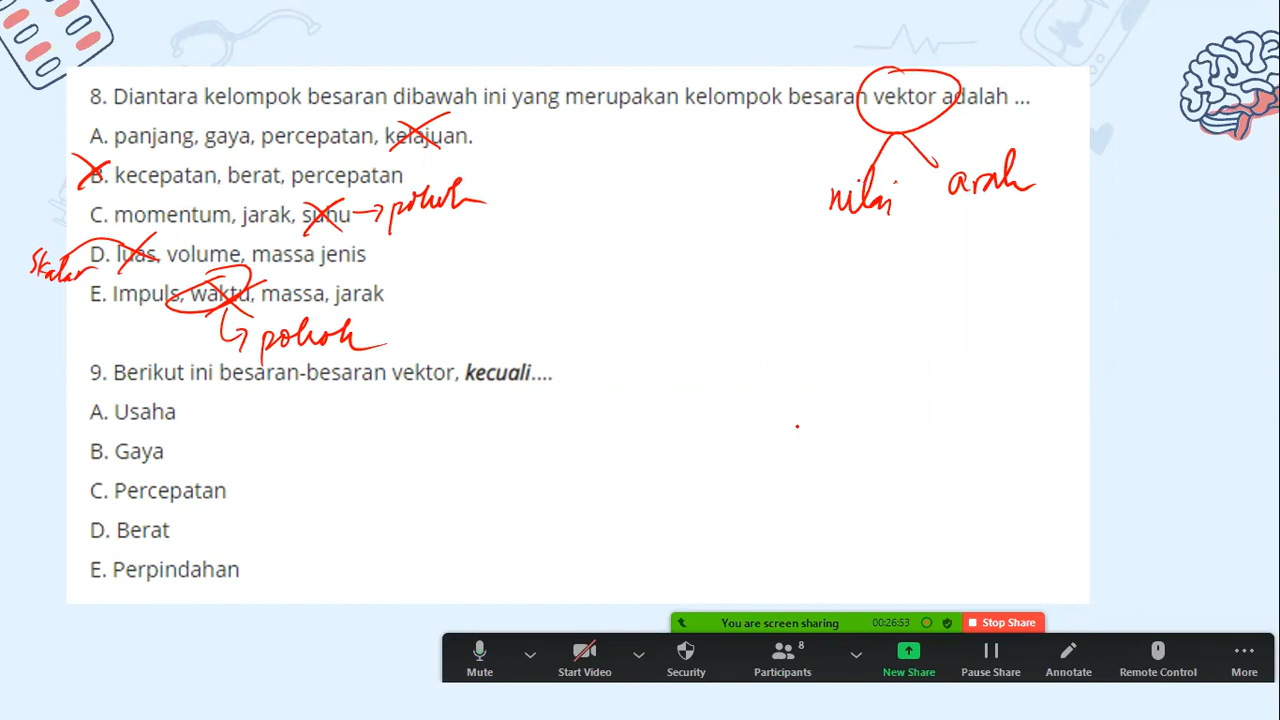 8. Diantara kelompok besaran dibawah ini yang merupakan kelompok besaran vektor adalah ...
A. panjang, gaya, percepatan, kelajuan.
B. kecepatan, berat, percepatan
nilai
arah
C. momentum, jarak, suhu
pokok
D. luas, volume, massa jenis
Skalar
E. Impuls, waktu, massa, jarak
pokok
9. Berikut ini besaran-besaran vektor, kecuali....
A. Usaha
B. Gaya
C. Percepatan
D. Berat
E. Perpindahan
You are screen sharing 00:26:53 Stop Share
8
Mute Start Video Security Participants New Share Pause Share Annotate Remote Control More